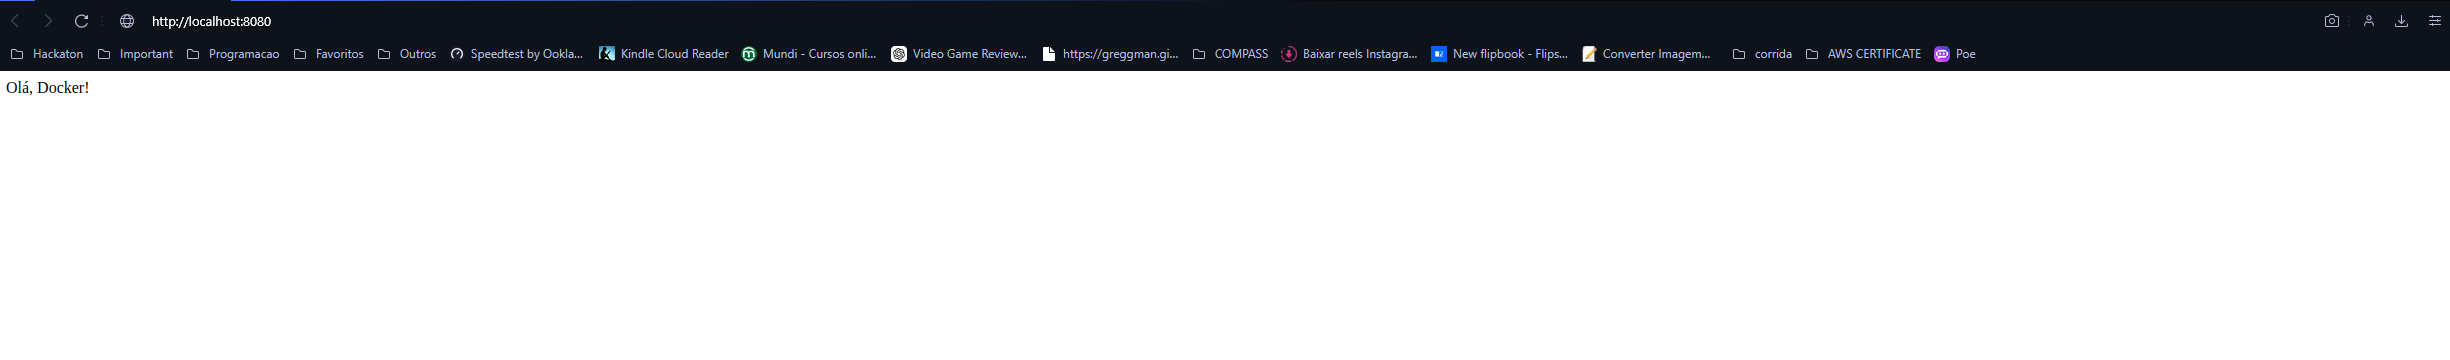 http://localhost:8080
Hackaton Important Programacao Favoritos Outros Speedtest by Ookla... Kindle Cloud Reader Mundi - Cursos onli... Video Game Review... https://greggman.gi... COMPASS Baixar reels Instagra... New flipbook - Flips... Converter Imagem... corrida AWS CERTIFICATE Poe
Olá, Docker!